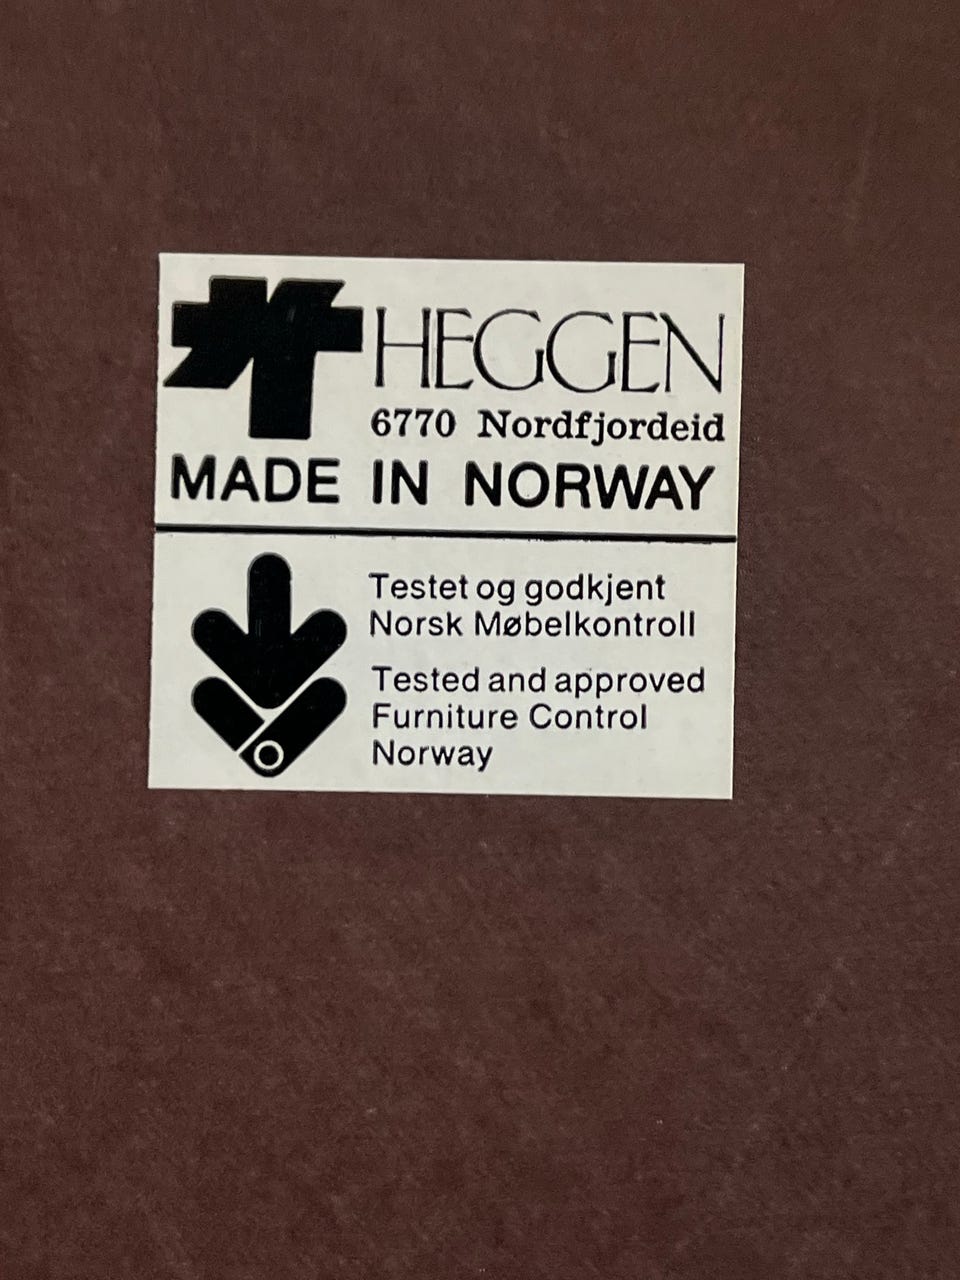 HEGGEN
6770 Nordfjordeid
MADE IN NORWAY
Testet og godkjent
Norsk Møbelkontroll
Tested and approved
Furniture Control
Norway